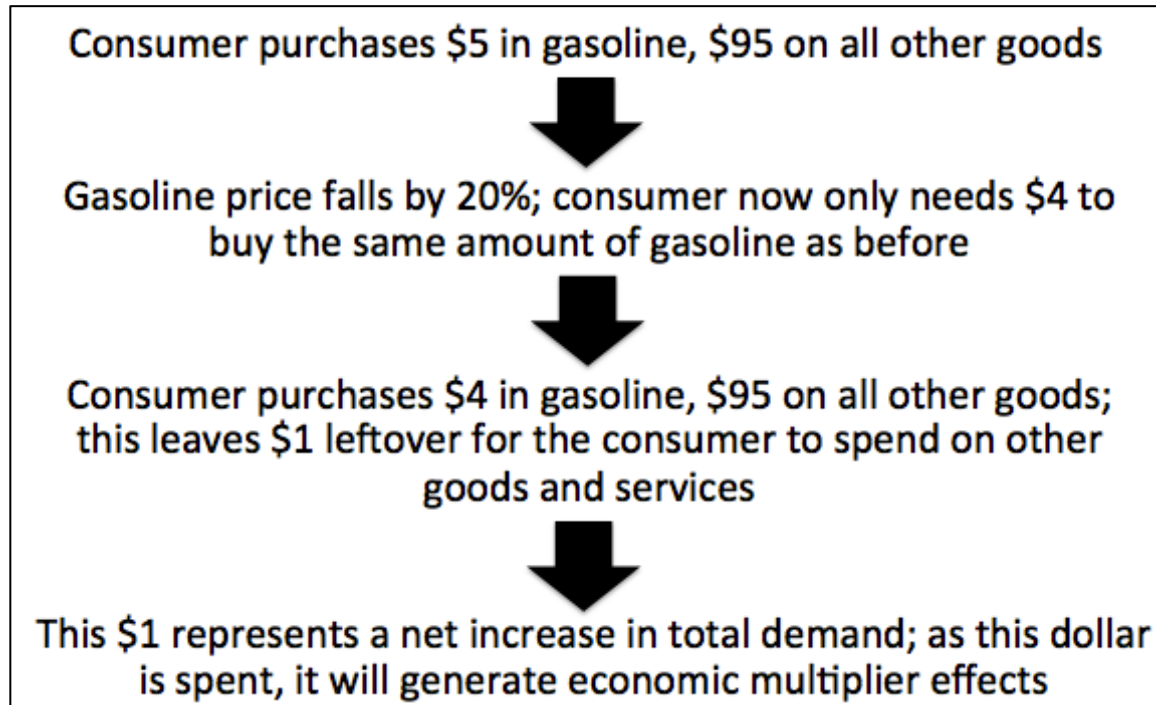 Consumer purchases $5 in gasoline, $95 on all other goods
Gasoline price falls by 20%; consumer now only needs $4 to
buy the same amount of gasoline as before
Consumer purchases $4 in gasoline, $95 on all other goods;
this leaves $1 leftover for the consumer to spend on other
goods and services
This $1 represents a net increase in total demand; as this dollar
is spent, it will generate economic multiplier effects